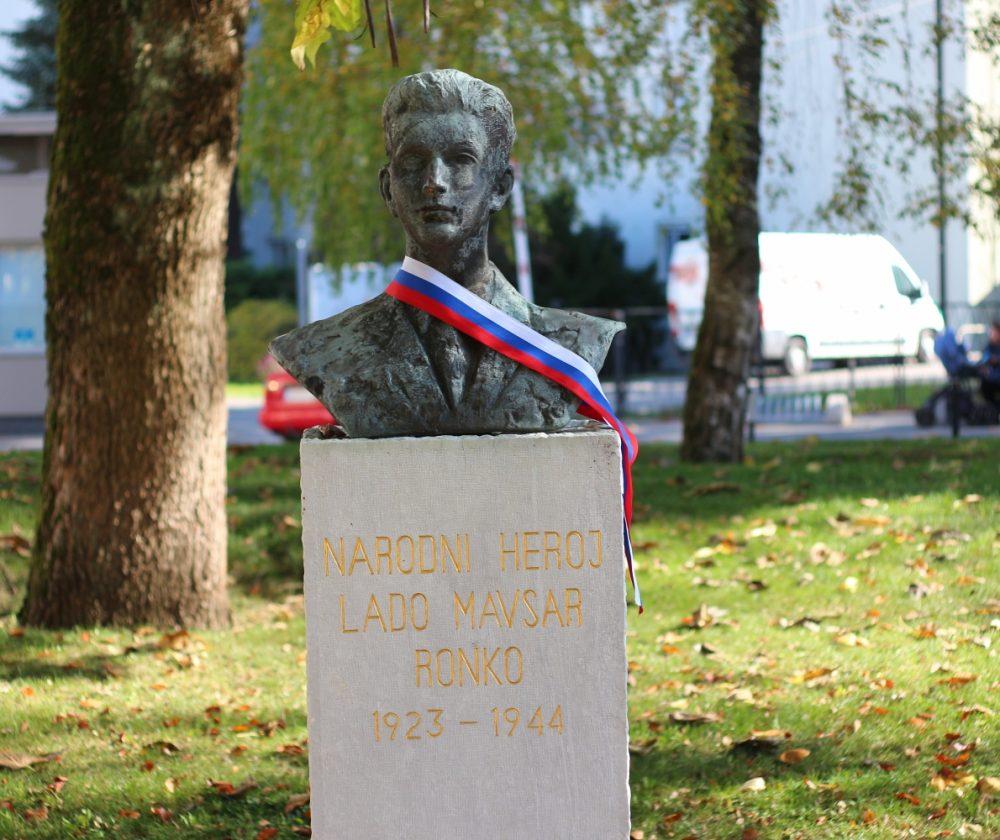 NARODNI HEROJ
LADO MAVSAR
RONKO
1923 – 1944